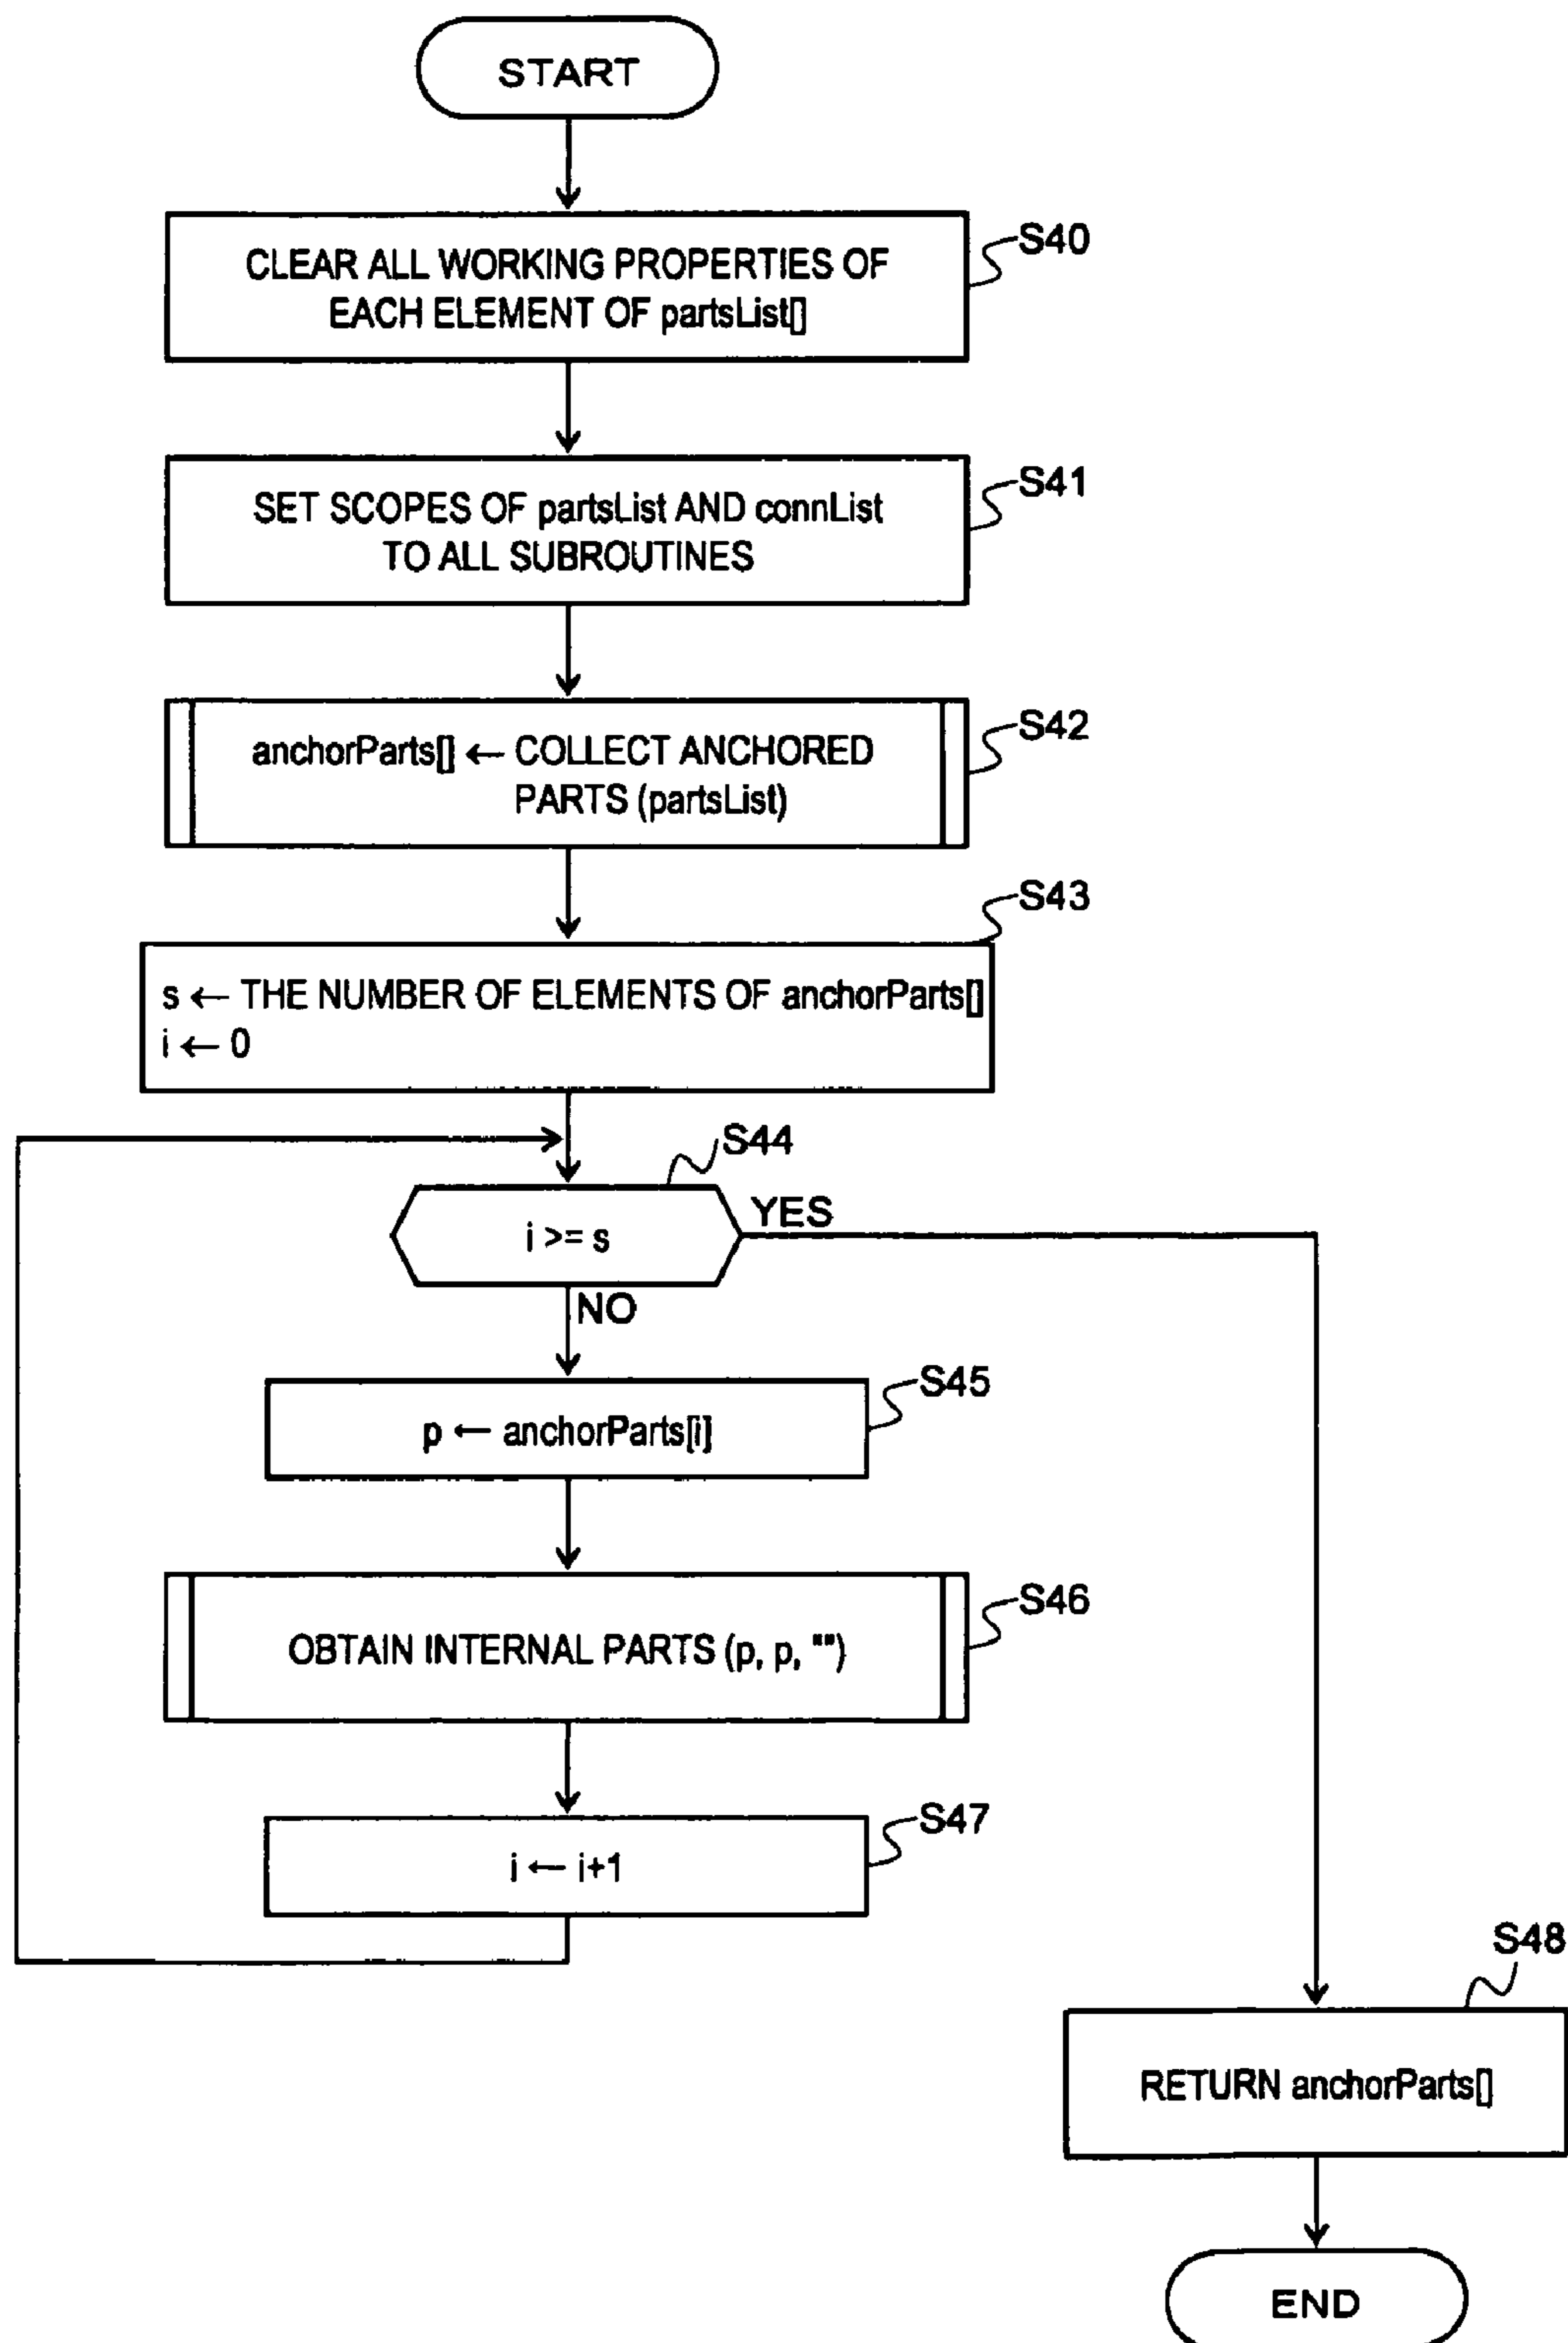 START
S40
CLEAR ALL WORKING PROPERTIES OF
EACH ELEMENT OF partsList[]
S41
SET SCOPES OF partsList AND connList
TO ALL SUBROUTINES
S42
anchorParts[] ← COLLECT ANCHORED
PARTS (partsList)
S43
s ← THE NUMBER OF ELEMENTS OF anchorParts[]
i ← 0
S44
i >= s
YES
NO
S45
p ← anchorParts[i]
S46
OBTAIN INTERNAL PARTS (p, p, "")
S47
i ← i+1
S48
RETURN anchorParts[]
END